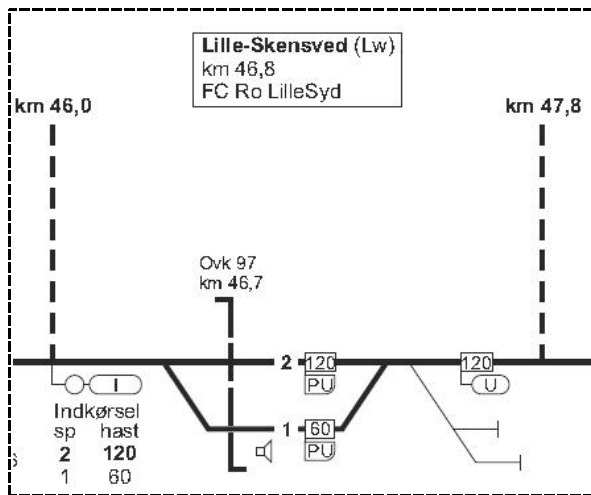 Lille-Skensved (Lw)
km 46,8
FC Ro LilleSyd
km 46,0
km 47,8
Ovk 97
km 46,7
2 120
PU
120
U
I
1 60
PU
Indkørsel
sp hast
2 120
1 60